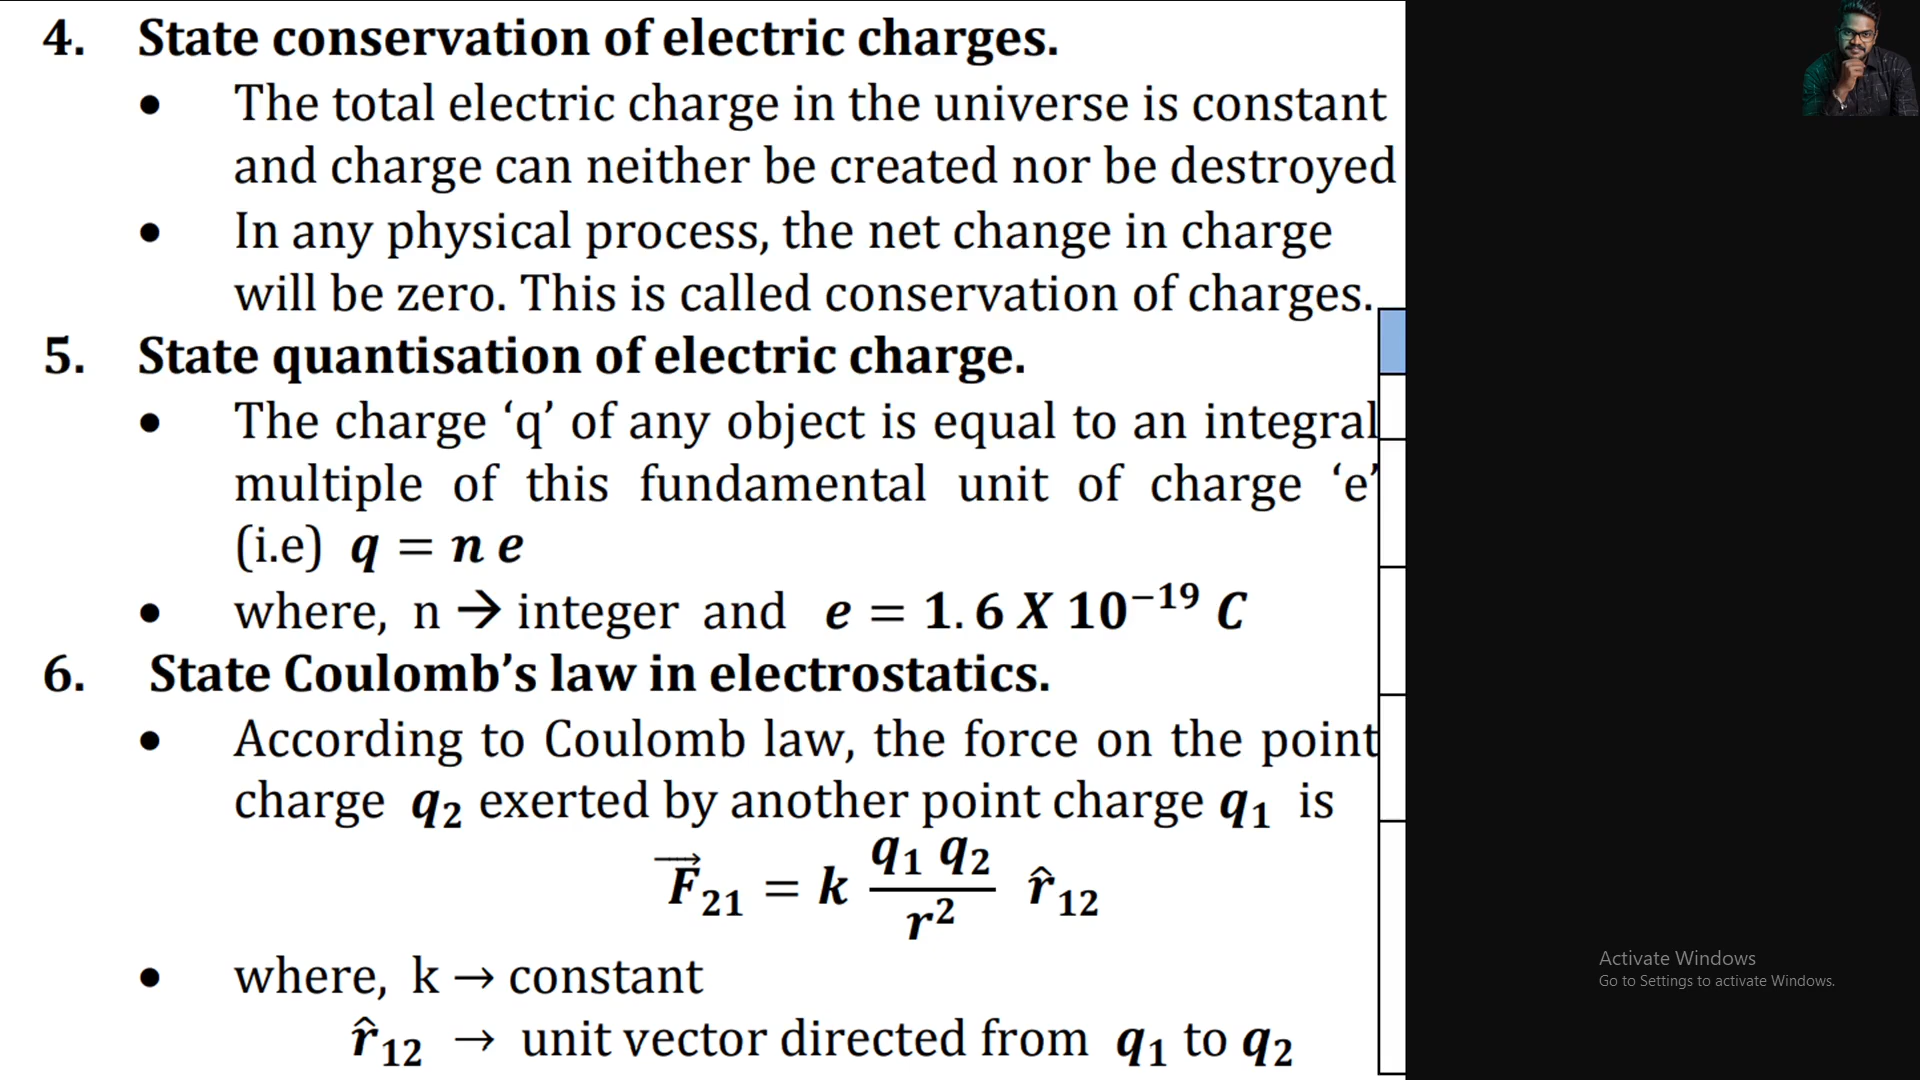 4. State conservation of electric charges.
● The total electric charge in the universe is constant
and charge can neither be created nor be destroyed
● In any physical process, the net change in charge
will be zero. This is called conservation of charges.
5. State quantisation of electric charge.
● The charge ‘q’ of any object is equal to an integral
multiple of this fundamental unit of charge ‘e’
(i.e) q = n e
● where, n → integer and e = 1. 6 X 10⁻¹⁹ C
6. State Coulomb’s law in electrostatics.
● According to Coulomb law, the force on the point
charge q₂ exerted by another point charge q₁ is
F⃗₂₁ = k (q₁ q₂ / r²) r̂₁₂
● where, k → constant
r̂₁₂ → unit vector directed from q₁ to q₂
Activate Windows
Go to Settings to activate Windows.